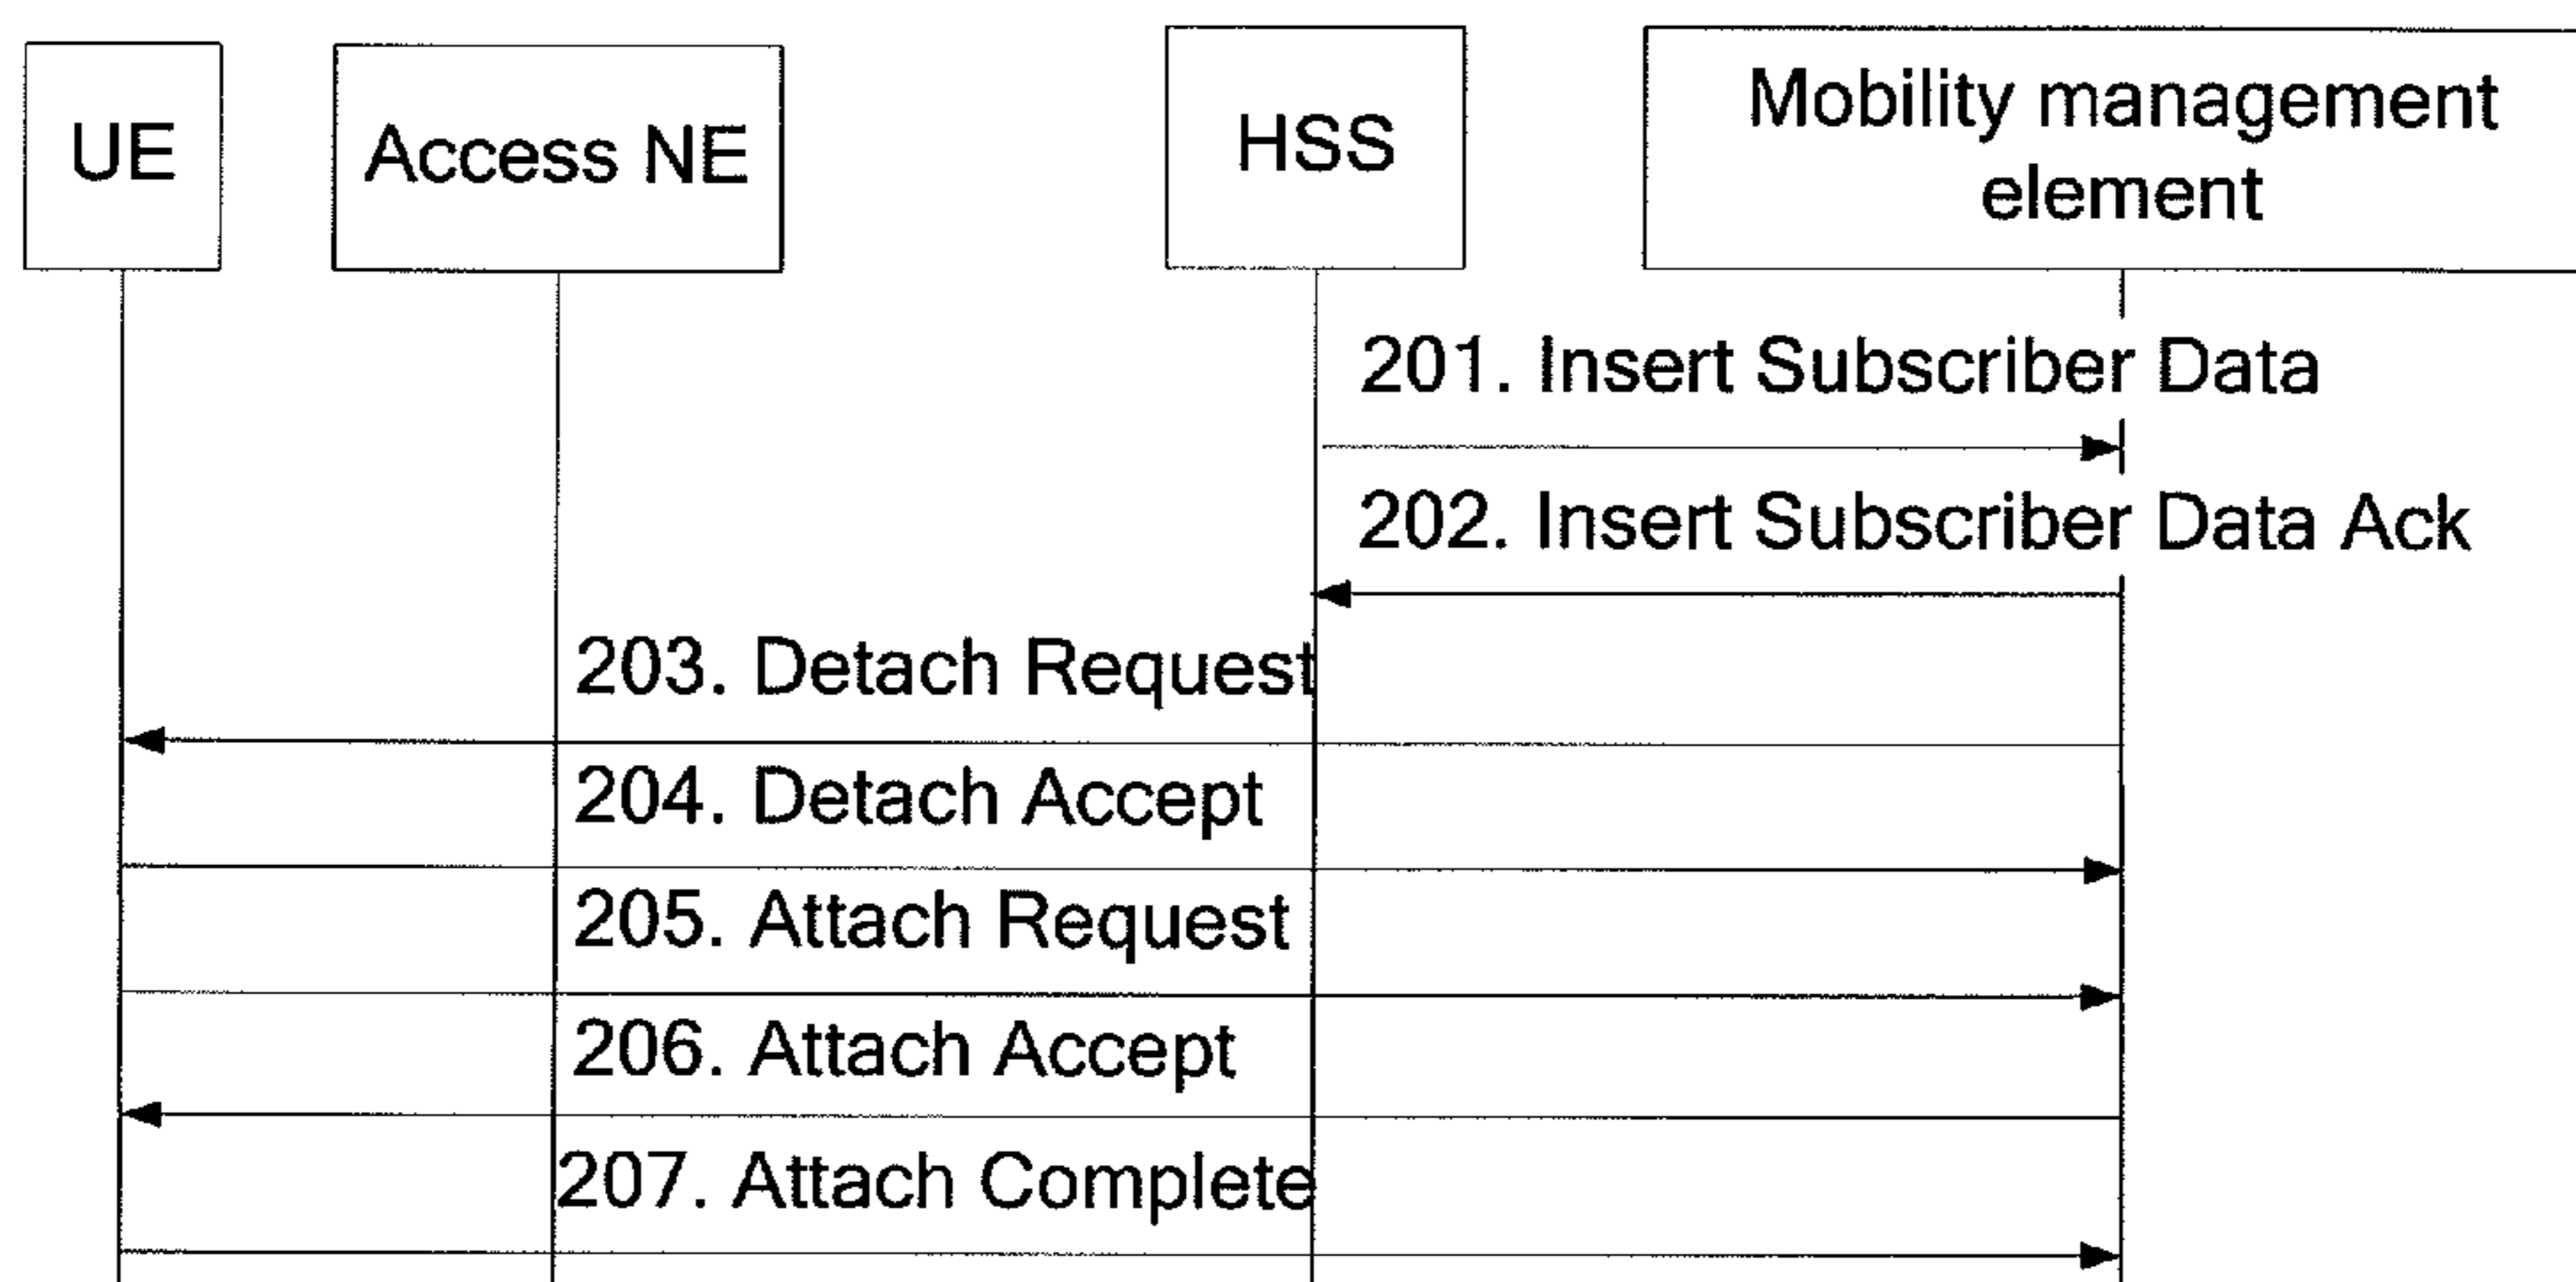 UE
Access NE
HSS
Mobility management
element
201. Insert Subscriber Data
202. Insert Subscriber Data Ack
203. Detach Request
204. Detach Accept
205. Attach Request
206. Attach Accept
207. Attach Complete